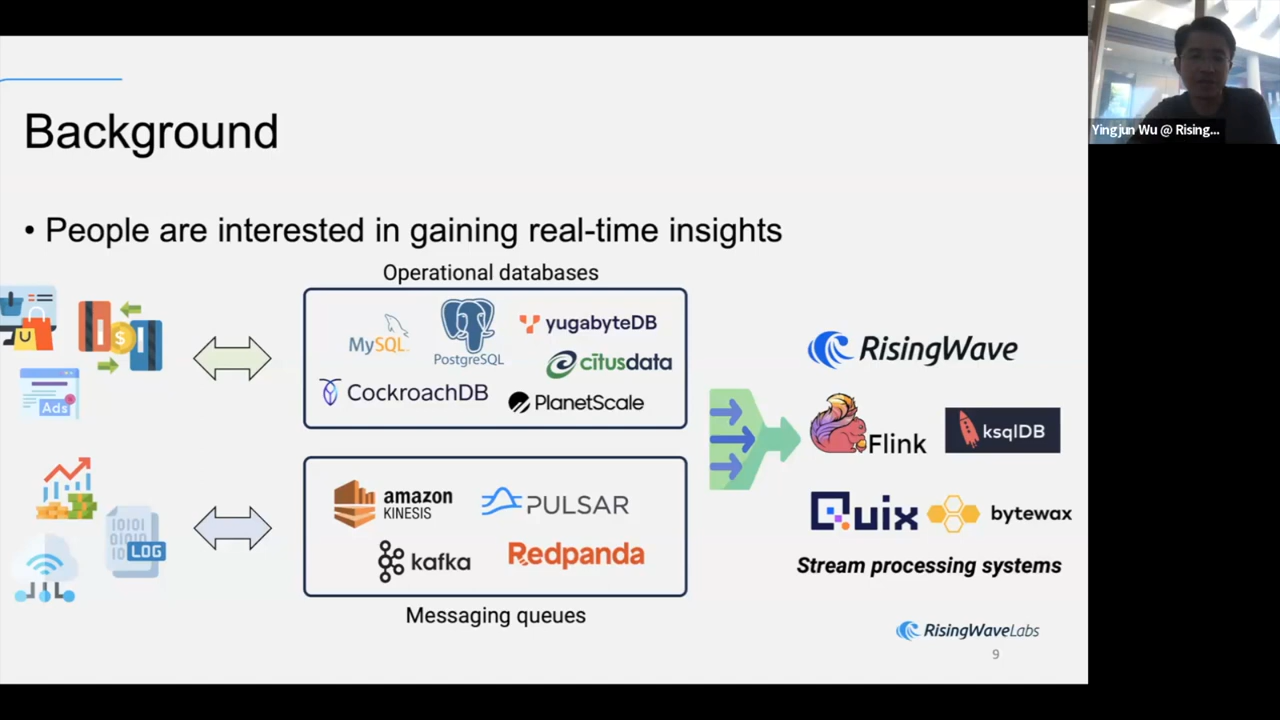 Yingjun Wu @ Rising...
Background
• People are interested in gaining real-time insights
Operational databases
MySQL
PostgreSQL
yugabyteDB
citusdata
CockroachDB
PlanetScale
Ads
RisingWave
Flink
ksqlDB
amazon
KINESIS
PULSAR
kafka
Redpanda
0101
LOG
Quix
bytewax
Stream processing systems
Messaging queues
RisingWaveLabs
9